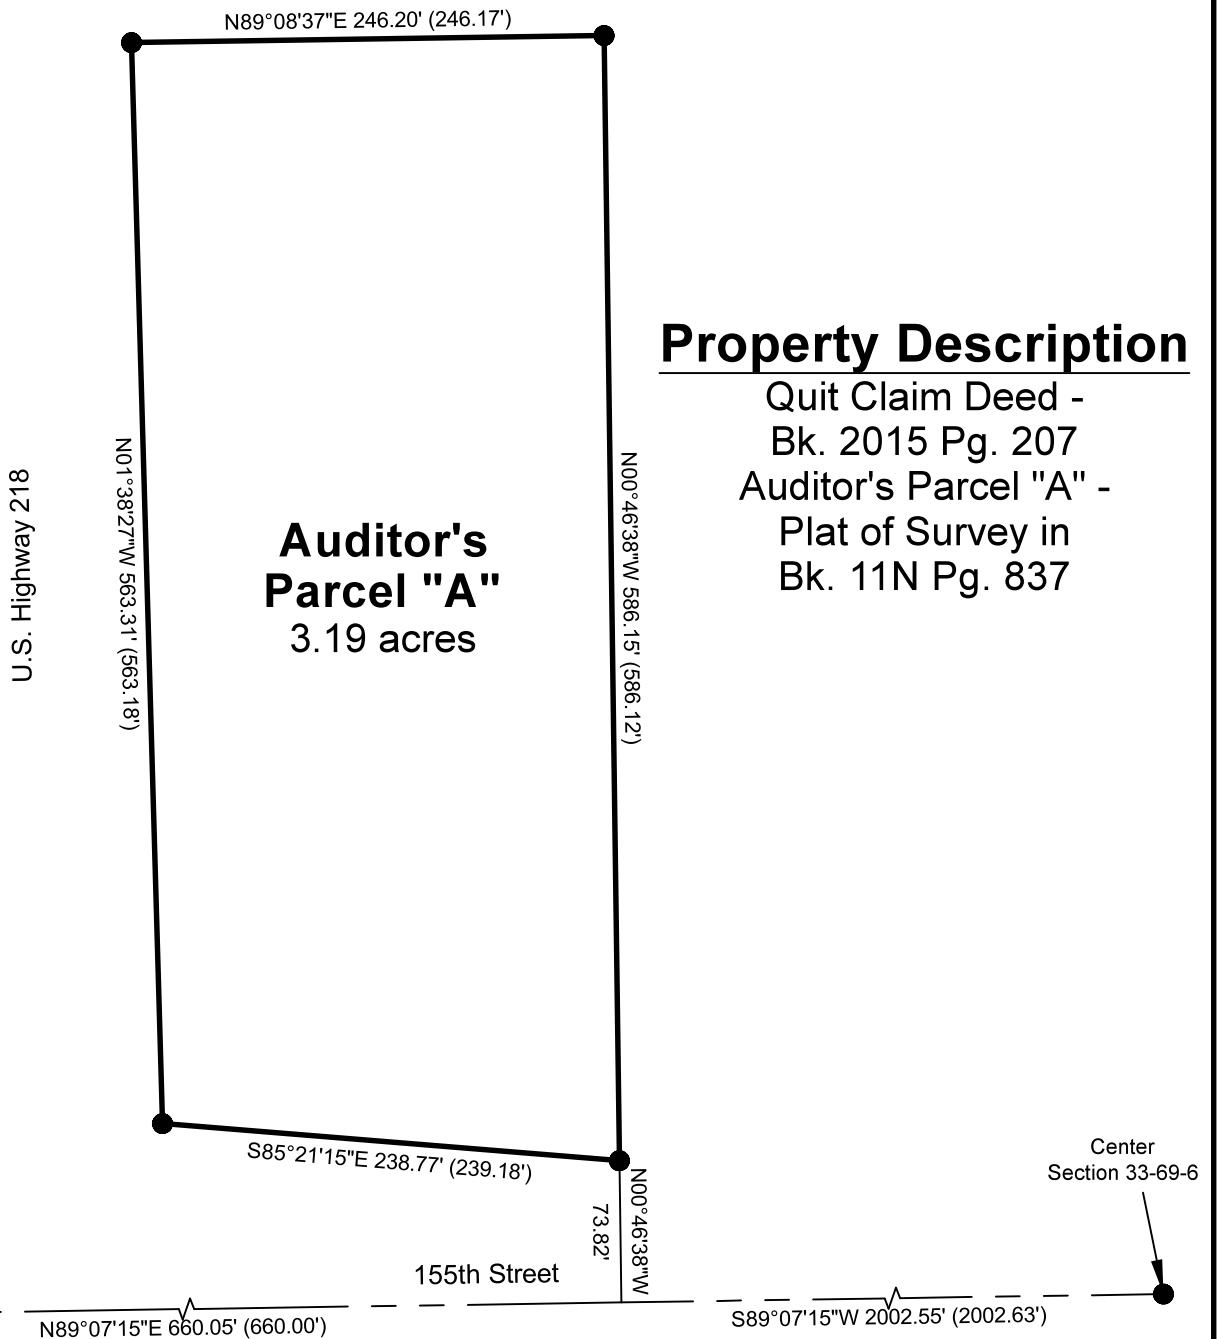 N89°08'37"E 246.20' (246.17')
U.S. Highway 218
N01°38'27"W 563.31' (563.18')
Auditor's
Parcel "A"
3.19 acres
N00°46'38"W 586.15' (586.12')
Property Description
Quit Claim Deed -
Bk. 2015 Pg. 207
Auditor's Parcel "A" -
Plat of Survey in
Bk. 11N Pg. 837
S85°21'15"E 238.77' (239.18')
N00°46'38"W
73.82'
Center
Section 33-69-6
155th Street
N89°07'15"E 660.05' (660.00')
S89°07'15"W 2002.55' (2002.63')